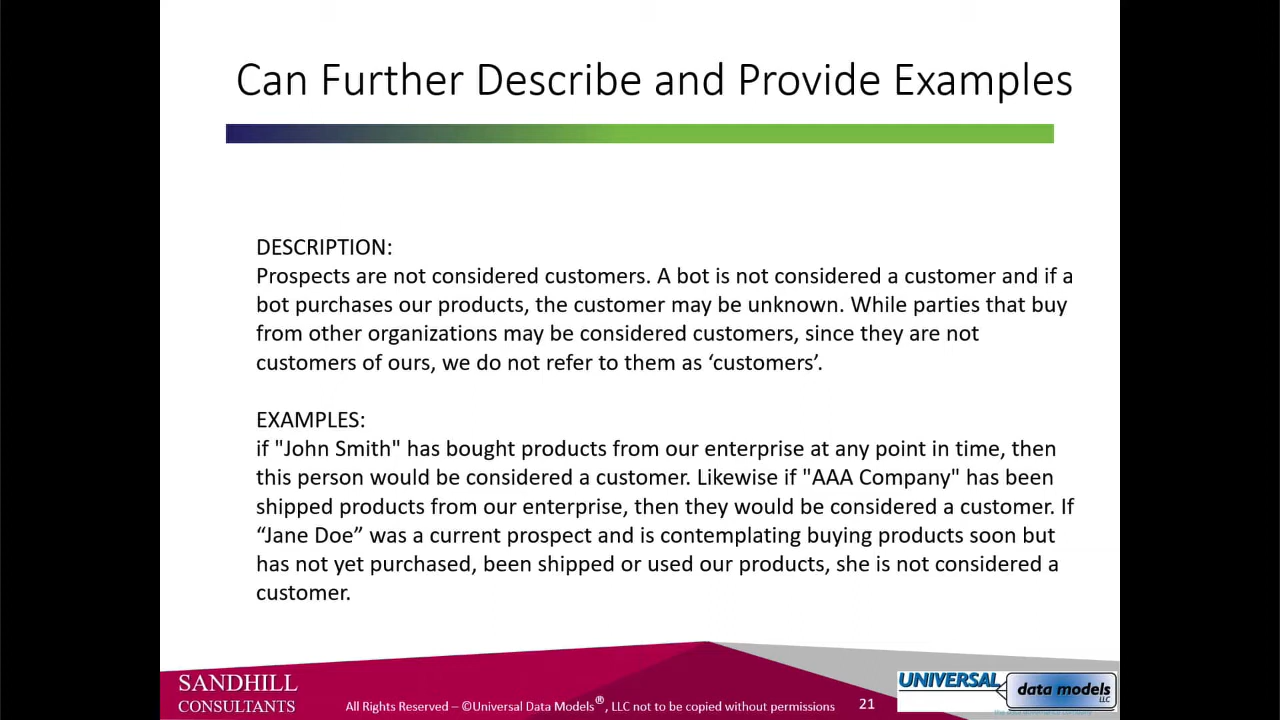 Can Further Describe and Provide Examples
DESCRIPTION:
Prospects are not considered customers. A bot is not considered a customer and if a
bot purchases our products, the customer may be unknown. While parties that buy
from other organizations may be considered customers, since they are not
customers of ours, we do not refer to them as ‘customers’.
EXAMPLES:
if "John Smith" has bought products from our enterprise at any point in time, then
this person would be considered a customer. Likewise if "AAA Company" has been
shipped products from our enterprise, then they would be considered a customer. If
“Jane Doe” was a current prospect and is contemplating buying products soon but
has not yet purchased, been shipped or used our products, she is not considered a
customer.
SANDHILL
CONSULTANTS
All Rights Reserved – ©Universal Data Models®, LLC not to be copied without permissions
21
UNIVERSAL
data models
LLC